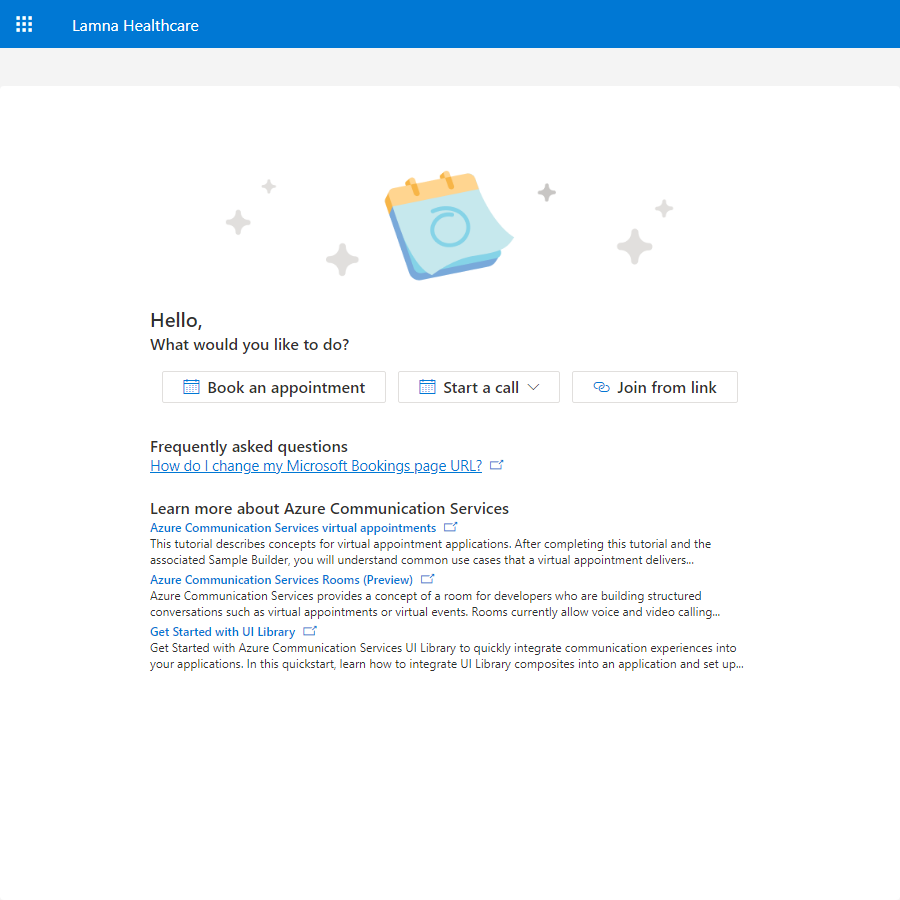 Lamna Healthcare
Hello,
What would you like to do?
Book an appointment
Start a call
Join from link
Frequently asked questions
How do I change my Microsoft Bookings page URL?
Learn more about Azure Communication Services
Azure Communication Services virtual appointments
This tutorial describes concepts for virtual appointment applications. After completing this tutorial and the
associated Sample Builder, you will understand common use cases that a virtual appointment delivers...
Azure Communication Services Rooms (Preview)
Azure Communication Services provides a concept of a room for developers who are building structured
conversations such as virtual appointments or virtual events. Rooms currently allow voice and video calling...
Get Started with UI Library
Get Started with Azure Communication Services UI Library to quickly integrate communication experiences into
your applications. In this quickstart, learn how to integrate UI Library composites into an application and set up...